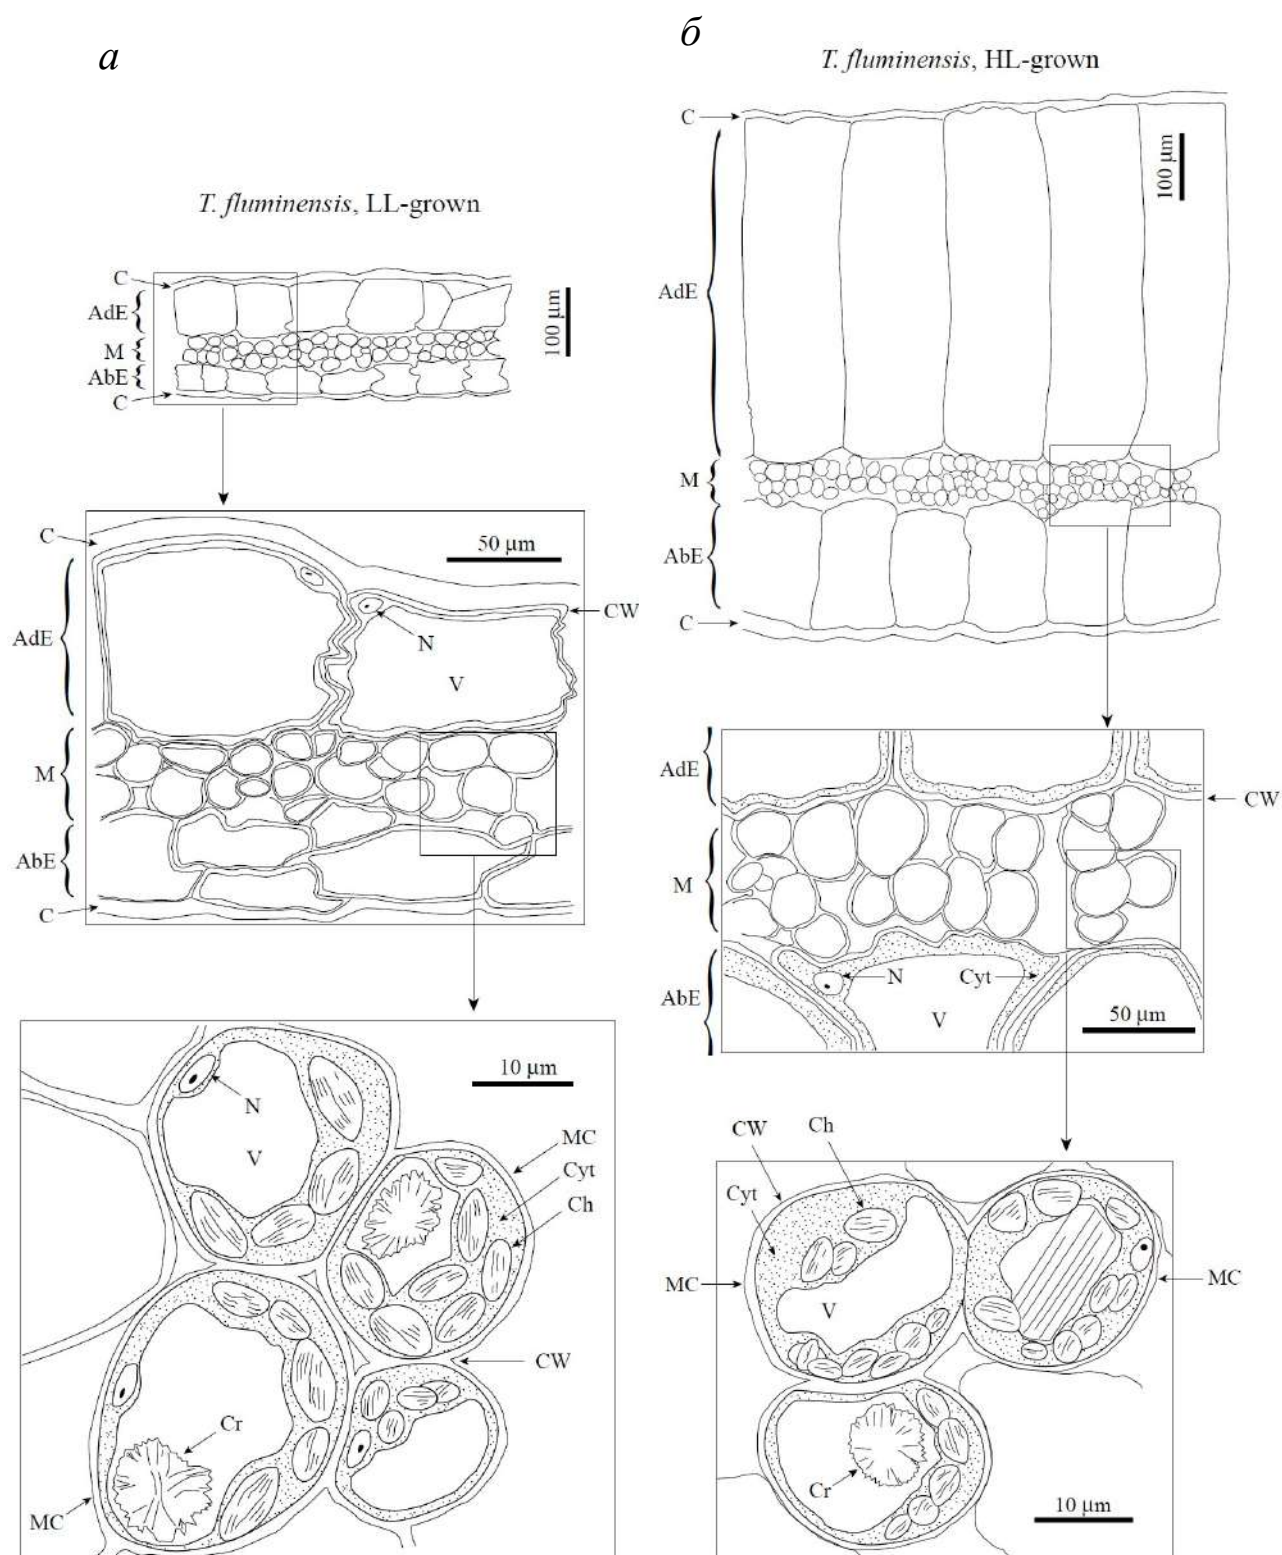 а
T. fluminensis, LL-grown
C
AdE
M
AbE
C
100 μm
C
50 μm
AdE
CW
N
V
M
AbE
C
10 μm
N
V
MC
Cyt
Ch
CW
Cr
MC
б
T. fluminensis, HL-grown
C
100 μm
AdE
M
AbE
C
AdE
CW
M
N
Cyt
AbE
V
50 μm
CW
Ch
Cyt
MC
V
MC
Cr
10 μm